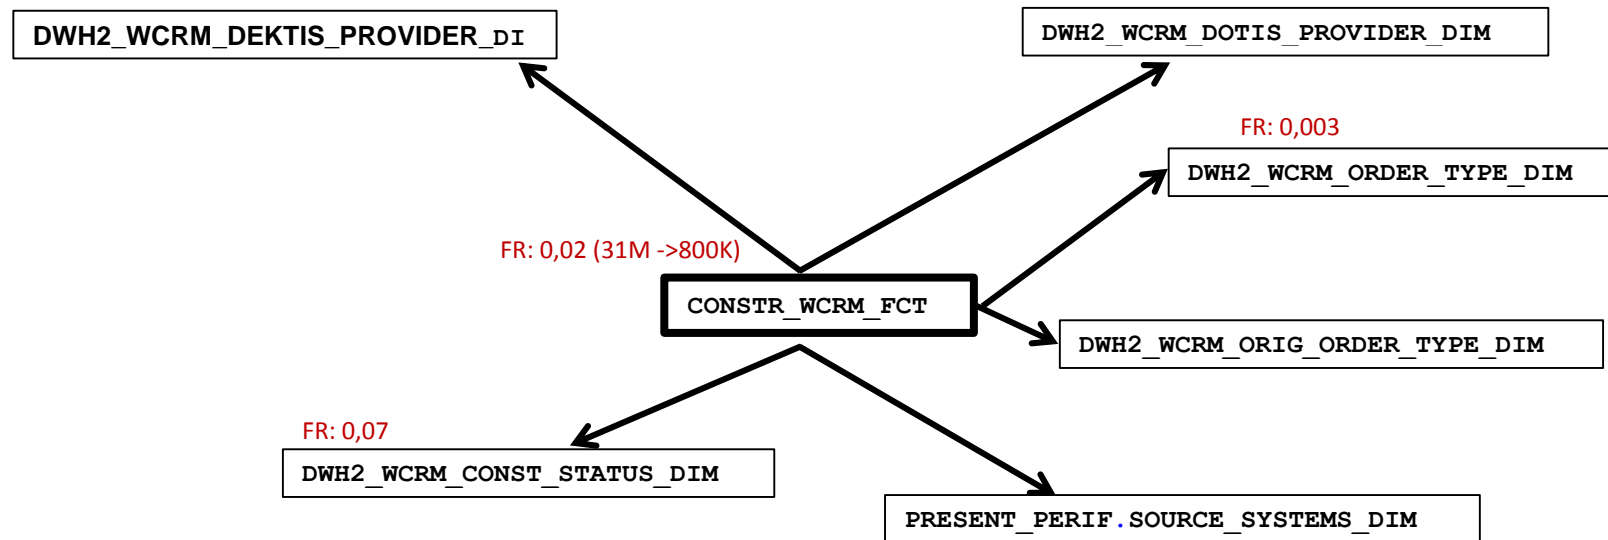 DWH2_WCRM_DEKTIS_PROVIDER_DI
DWH2_WCRM_DOTIS_PROVIDER_DIM
FR: 0,003
DWH2_WCRM_ORDER_TYPE_DIM
FR: 0,02 (31M ->800K)
CONSTR_WCRM_FCT
DWH2_WCRM_ORIG_ORDER_TYPE_DIM
FR: 0,07
DWH2_WCRM_CONST_STATUS_DIM
PRESENT_PERIF.SOURCE_SYSTEMS_DIM